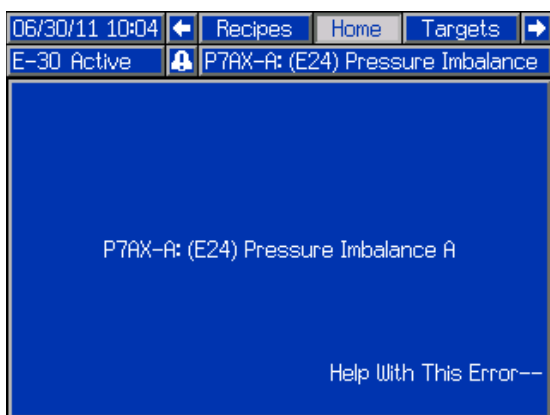 06/30/11 10:04 Recipes Home Targets
E-30 Active P7AX-A: (E24) Pressure Imbalance
P7AX-A: (E24) Pressure Imbalance A
Help With This Error--